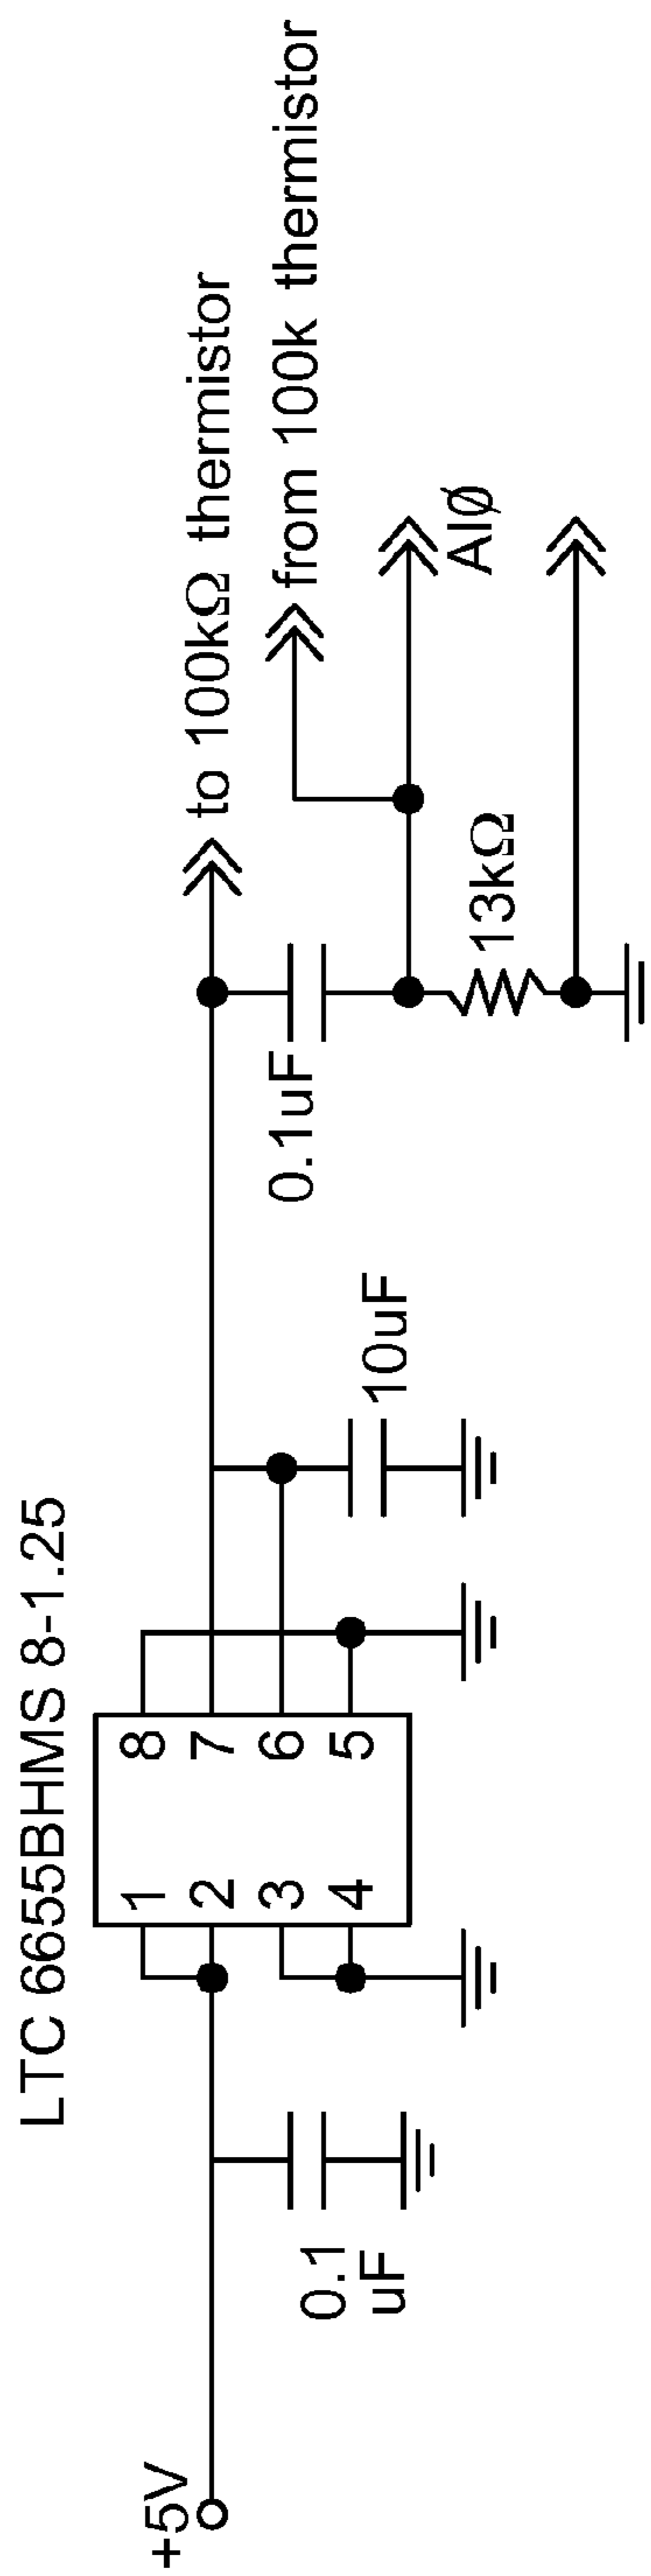 LTC 6655BHMS 8-1.25
+5V
0.1
uF
1
2
3
4
8
7
6
5
10uF
0.1uF
13kΩ
to 100kΩ thermistor
from 100k thermistor
AIØ